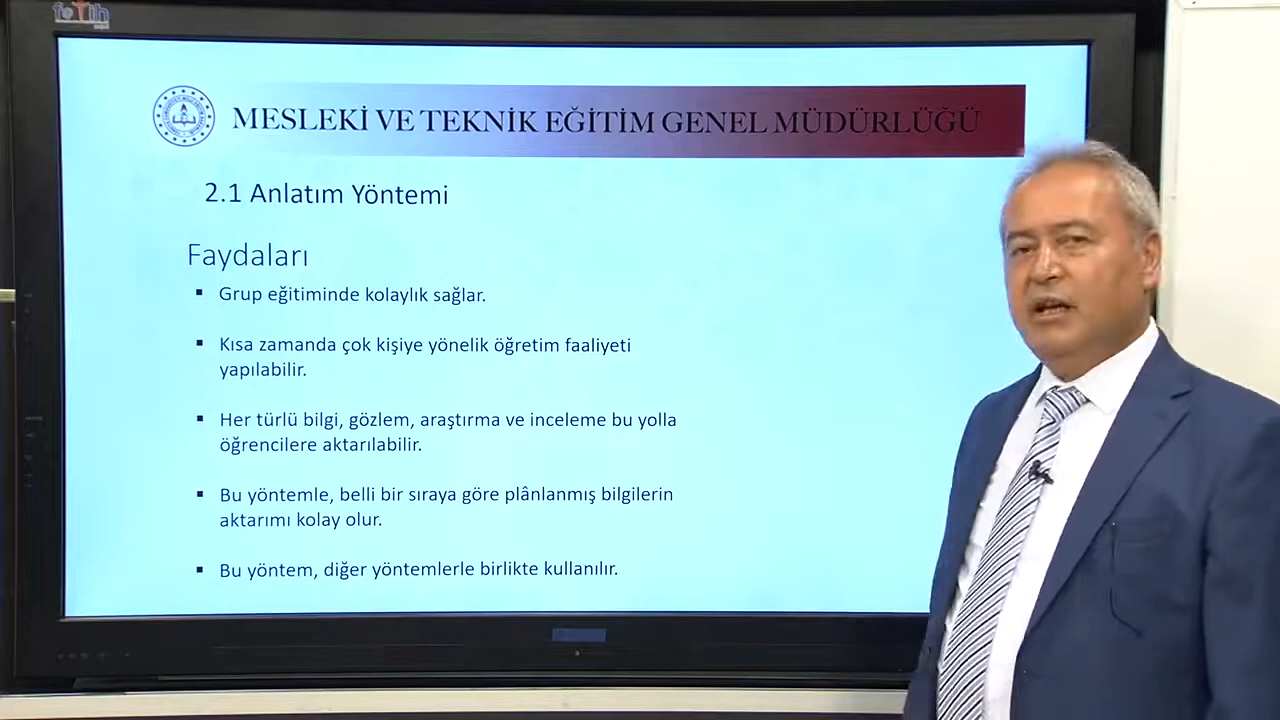 fatih
MESLEKİ VE TEKNİK EĞİTİM GENEL MÜDÜRLÜĞÜ
2.1 Anlatım Yöntemi
Faydaları
▪ Grup eğitiminde kolaylık sağlar.
▪ Kısa zamanda çok kişiye yönelik öğretim faaliyeti
yapılabilir.
▪ Her türlü bilgi, gözlem, araştırma ve inceleme bu yolla
öğrencilere aktarılabilir.
▪ Bu yöntemle, belli bir sıraya göre plânlanmış bilgilerin
aktarımı kolay olur.
▪ Bu yöntem, diğer yöntemlerle birlikte kullanılır.